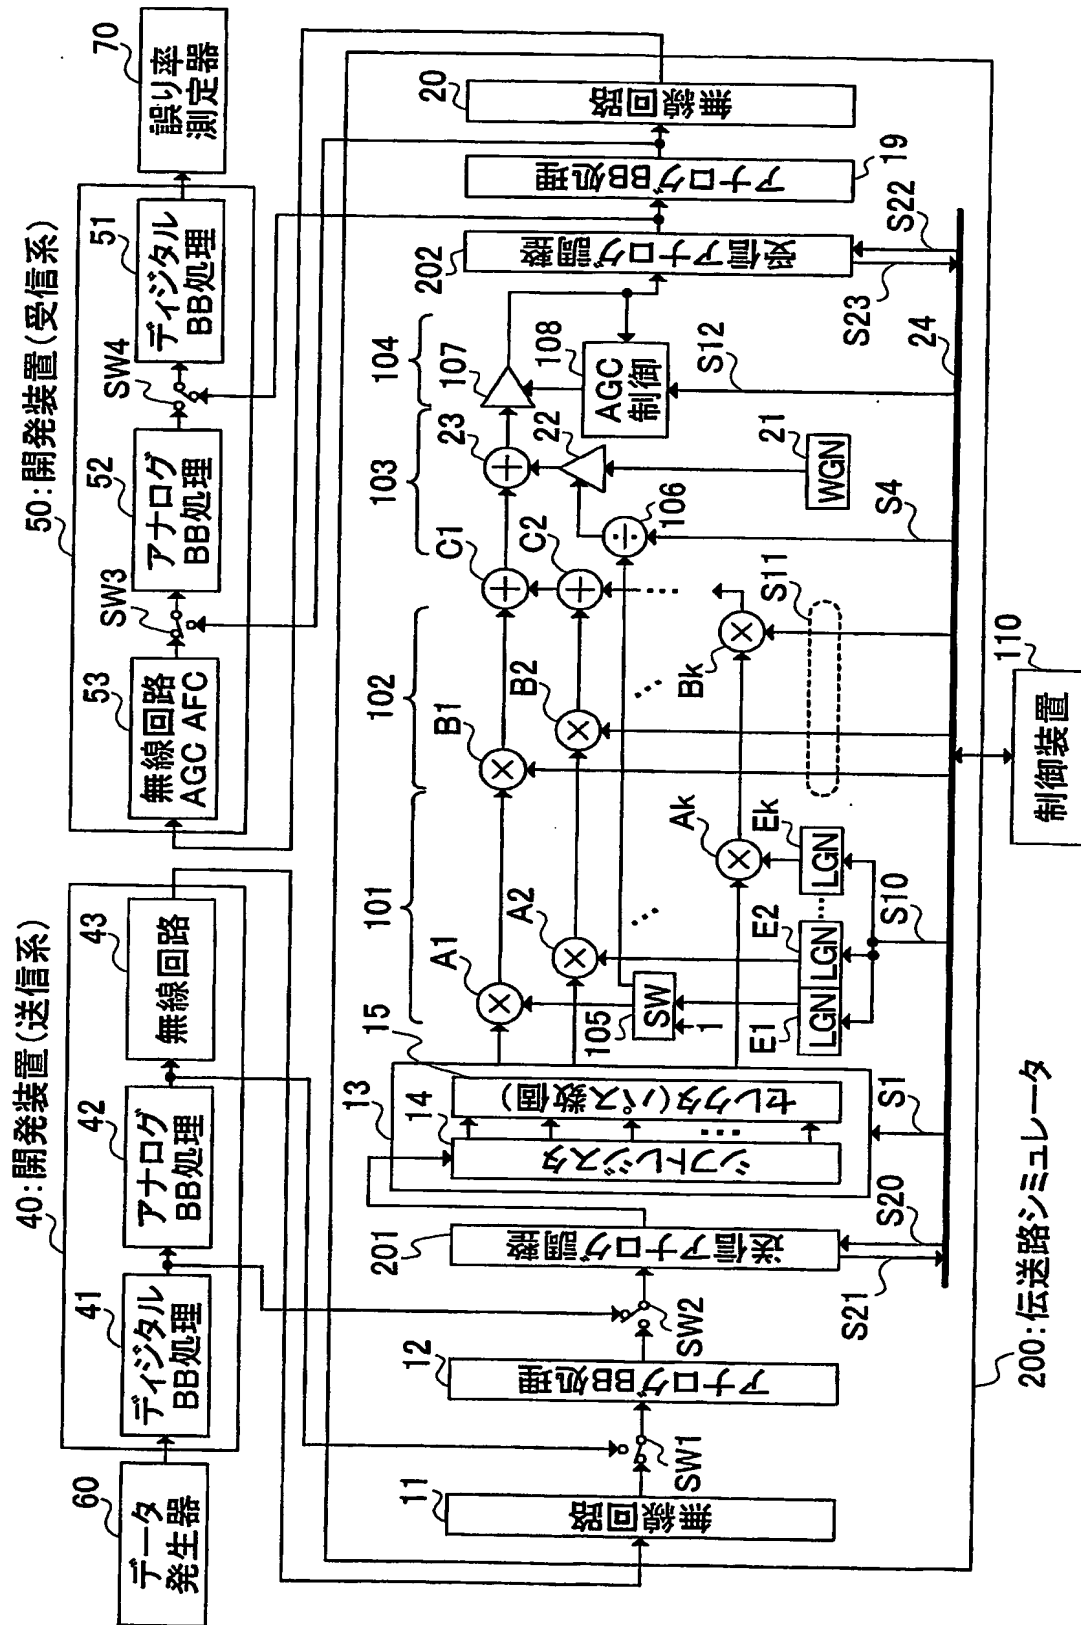 60
データ
発生器
40:開発装置(送信系)
41
ディジタル
BB処理
42
アナログ
BB処理
43
無線回路
50:開発装置(受信系)
53
無線回路
AGC AFC
SW3
52
アナログ
BB処理
SW4
51
ディジタル
BB処理
70
誤り率
測定器
11
無線回路
SW1
12
アナログBB処理
SW2
201
送信アナログ
調整
S21
S20
13
14
シフトレジスタ
15
セレクタ(パス
数個)
S1
101
A1
A2
Ak
105
SW
1
E1
LGN
E2
LGN
Ek
LGN
S10
102
B1
B2
Bk
S11
103
C1
C2
106
÷
S4
23
22
21
WGN
104
107
108
AGC
制御
S12
202
受信アナログ
調整
S23
S22
24
19
アナログBB処理
20
無線回路
110
制御装置
200:伝送路シミュレータ